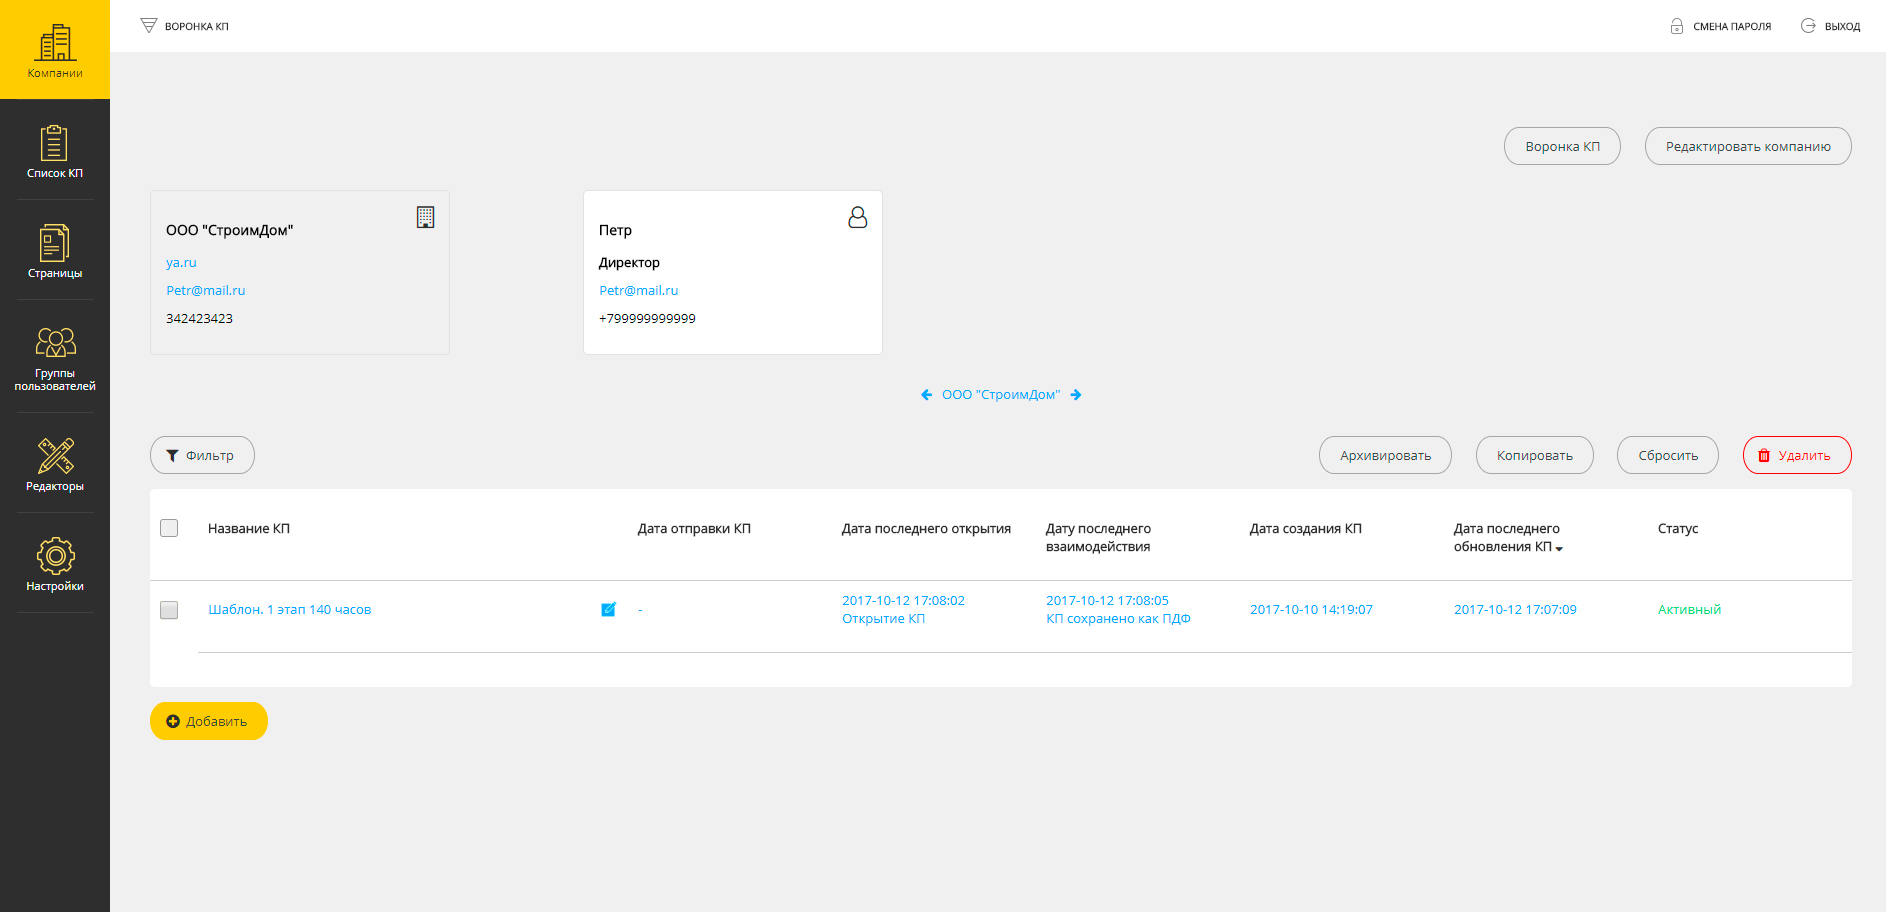 Компании
ВОРОНКА КП
СМЕНА ПАРОЛЯ
ВЫХОД
Список КП
Страницы
Группы
пользователей
Редакторы
Настройки
Воронка КП
Редактировать компанию
ООО "СтроимДом"
ya.ru
Petr@mail.ru
342423423
Петр
Директор
Petr@mail.ru
+799999999999
ООО "СтроимДом"
Фильтр
Архивировать
Копировать
Сбросить
Удалить
Название КП
Дата отправки КП
Дата последнего открытия
Дату последнего
взаимодействия
Дата создания КП
Дата последнего
обновления КП
Статус
Шаблон. 1 этап 140 часов
-
2017-10-12 17:08:02
Открытие КП
2017-10-12 17:08:05
КП сохранено как ПДФ
2017-10-10 14:19:07
2017-10-12 17:07:09
Активный
Добавить